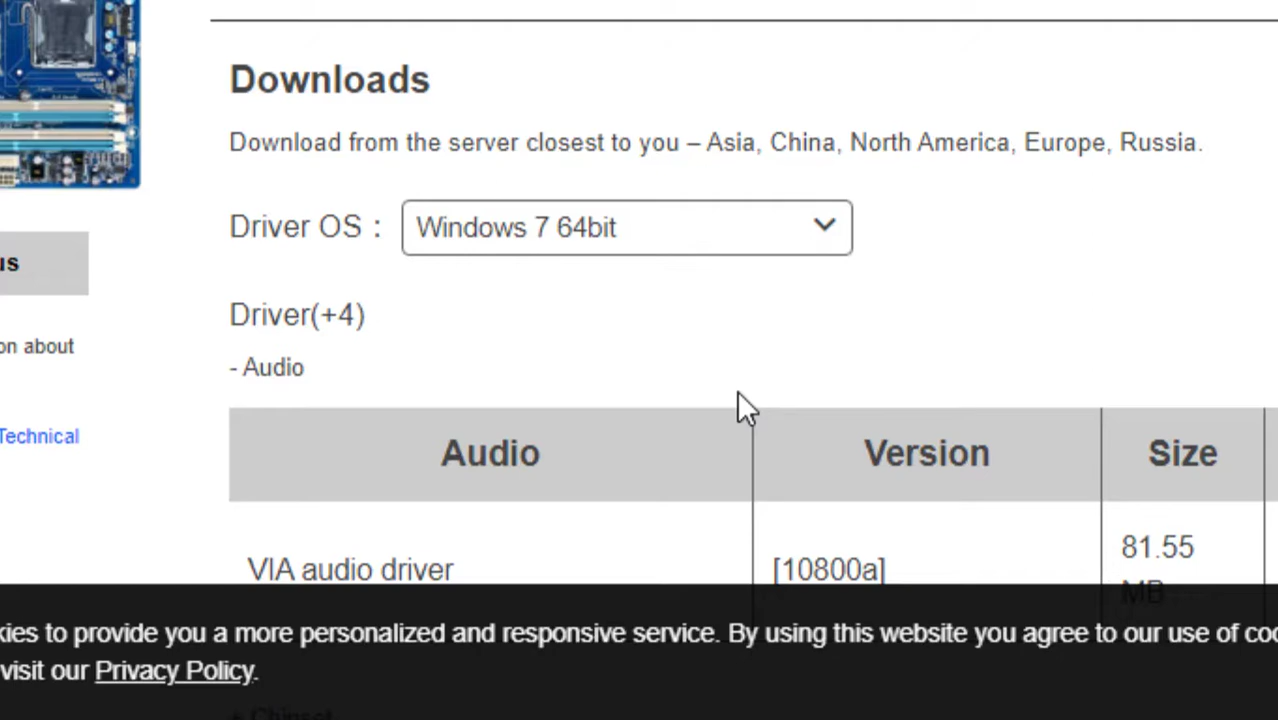 Downloads
Download from the server closest to you – Asia, China, North America, Europe, Russia.
Driver OS :
Windows 7 64bit
us
Driver(+4)
on about
- Audio
Technical
Audio
Version
Size
VIA audio driver
[10800a]
81.55
MB
kies to provide you a more personalized and responsive service. By using this website you agree to our use of coo
visit our Privacy Policy.
+ Chipset